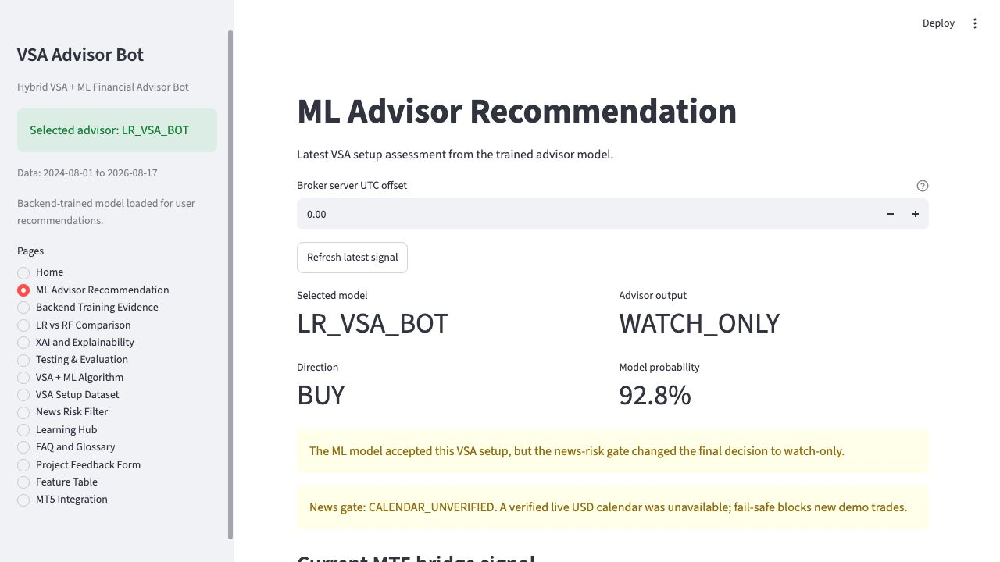 Deploy
VSA Advisor Bot
Hybrid VSA + ML Financial Advisor Bot
Selected advisor: LR_VSA_BOT
Data: 2024-08-01 to 2026-08-17
Backend-trained model loaded for user
recommendations.
Pages
Home
ML Advisor Recommendation
Backend Training Evidence
LR vs RF Comparison
XAI and Explainability
Testing & Evaluation
VSA + ML Algorithm
VSA Setup Dataset
News Risk Filter
Learning Hub
FAQ and Glossary
Project Feedback Form
Feature Table
MT5 Integration
ML Advisor Recommendation
Latest VSA setup assessment from the trained advisor model.
Broker server UTC offset
0.00
Refresh latest signal
Selected model
LR_VSA_BOT
Advisor output
WATCH_ONLY
Direction
BUY
Model probability
92.8%
The ML model accepted this VSA setup, but the news-risk gate changed the final decision to watch-only.
News gate: CALENDAR_UNVERIFIED. A verified live USD calendar was unavailable; fail-safe blocks new demo trades.
Current MT5 bridge signal